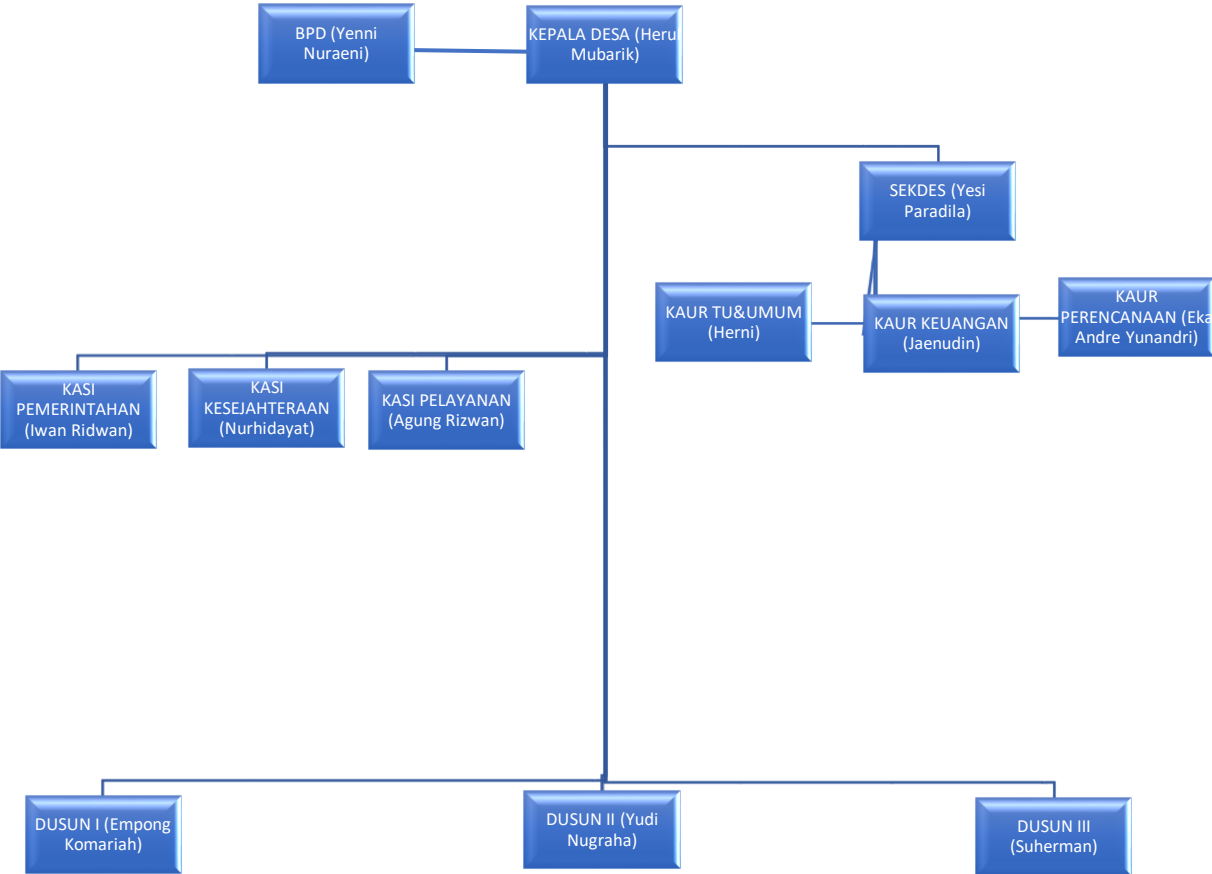 BPD (Yenni
Nuraeni)
KEPALA DESA (Heru
Mubarik)
SEKDES (Yesi
Paradila)
KAUR TU&UMUM
(Herni)
KAUR KEUANGAN
(Jaenudin)
KAUR
PERENCANAAN (Eka
Andre Yunandri)
KASI
PEMERINTAHAN
(Iwan Ridwan)
KASI
KESEJAHTERAAN
(Nurhidayat)
KASI PELAYANAN
(Agung Rizwan)
DUSUN I (Empong
Komariah)
DUSUN II (Yudi
Nugraha)
DUSUN III
(Suherman)